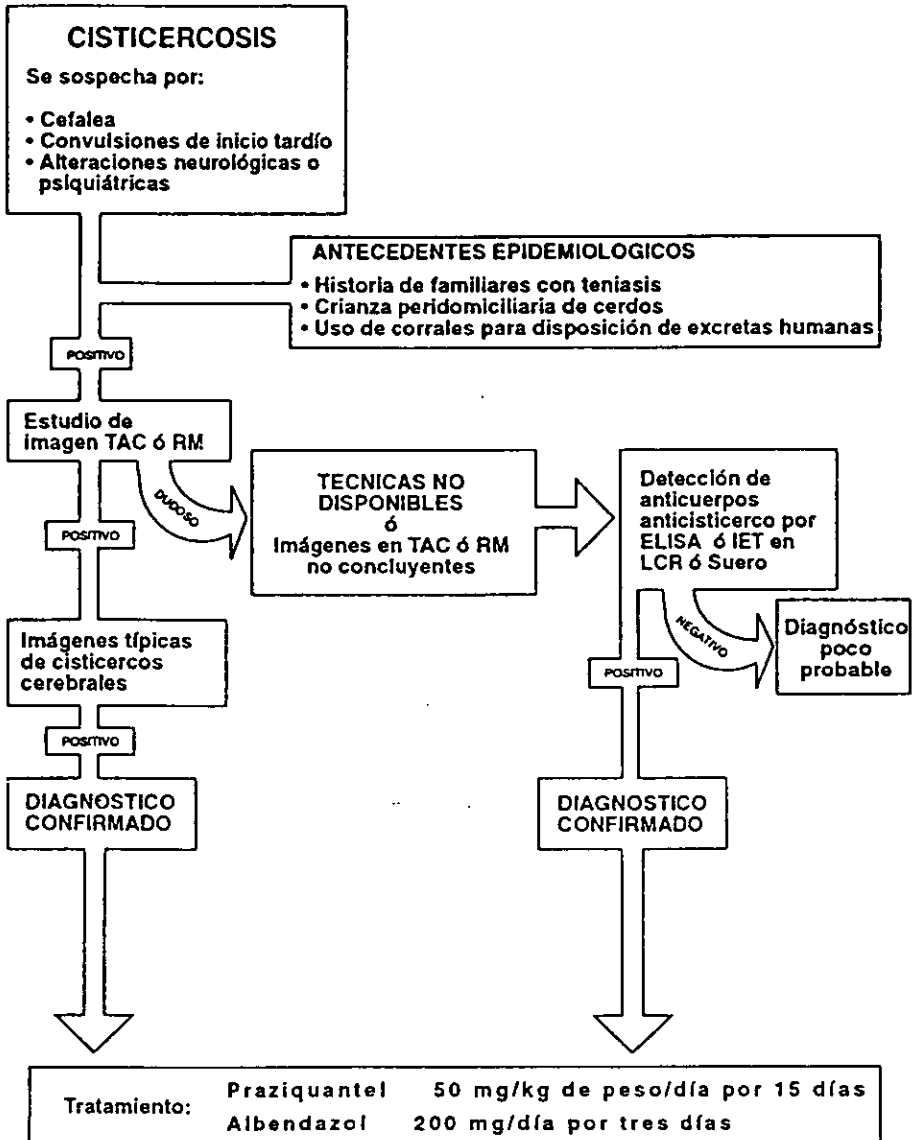 CISTICERCOSIS
Se sospecha por:
• Cefalea
• Convulsiones de inicio tardío
• Alteraciones neurológicas o
psiquiátricas
ANTECEDENTES EPIDEMIOLOGICOS
• Historia de familiares con teniasis
• Crianza peridomiciliaria de cerdos
• Uso de corrales para disposición de excretas humanas
POSITIVO
Estudio de
imagen TAC ó RM
DUDOSO
TECNICAS NO
DISPONIBLES
ó
Imágenes en TAC ó RM
no concluyentes
Detección de
anticuerpos
anticisticerco por
ELISA ó IET en
LCR ó Suero
NEGATIVO
Diagnóstico
poco
probable
POSITIVO
Imágenes típicas
de cisticercos
cerebrales
POSITIVO
POSITIVO
DIAGNOSTICO
CONFIRMADO
DIAGNOSTICO
CONFIRMADO
Tratamiento:
Praziquantel 50 mg/kg de peso/día por 15 días
Albendazol 200 mg/día por tres días